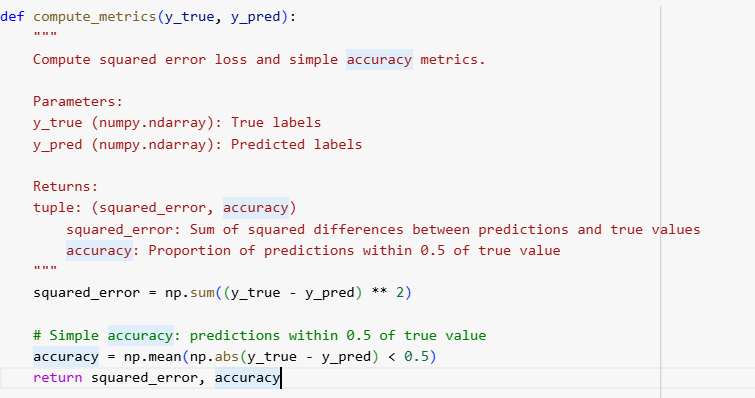 def compute_metrics(y_true, y_pred):
    """
    Compute squared error loss and simple accuracy metrics.

    Parameters:
    y_true (numpy.ndarray): True labels
    y_pred (numpy.ndarray): Predicted labels

    Returns:
    tuple: (squared_error, accuracy)
        squared_error: Sum of squared differences between predictions and true values
        accuracy: Proportion of predictions within 0.5 of true value
    """
    squared_error = np.sum((y_true - y_pred) ** 2)

    # Simple accuracy: predictions within 0.5 of true value
    accuracy = np.mean(np.abs(y_true - y_pred) < 0.5)
    return squared_error, accuracy